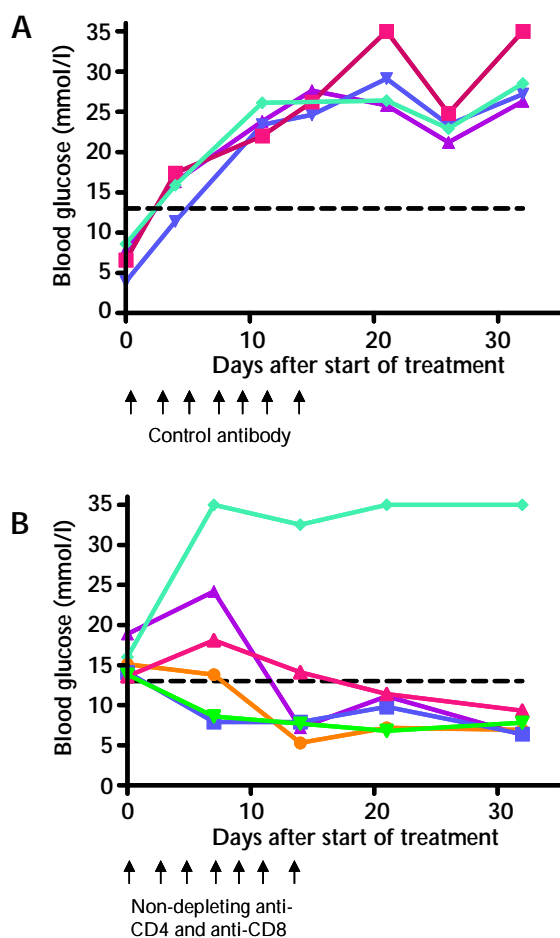 A
Blood glucose (mmol/l)
35
30
25
20
15
10
5
0
0 10 20 30
Days after start of treatment
Control antibody
B
Blood glucose (mmol/l)
35
30
25
20
15
10
5
0
0 10 20 30
Days after start of treatment
Non-depleting anti-
CD4 and anti-CD8